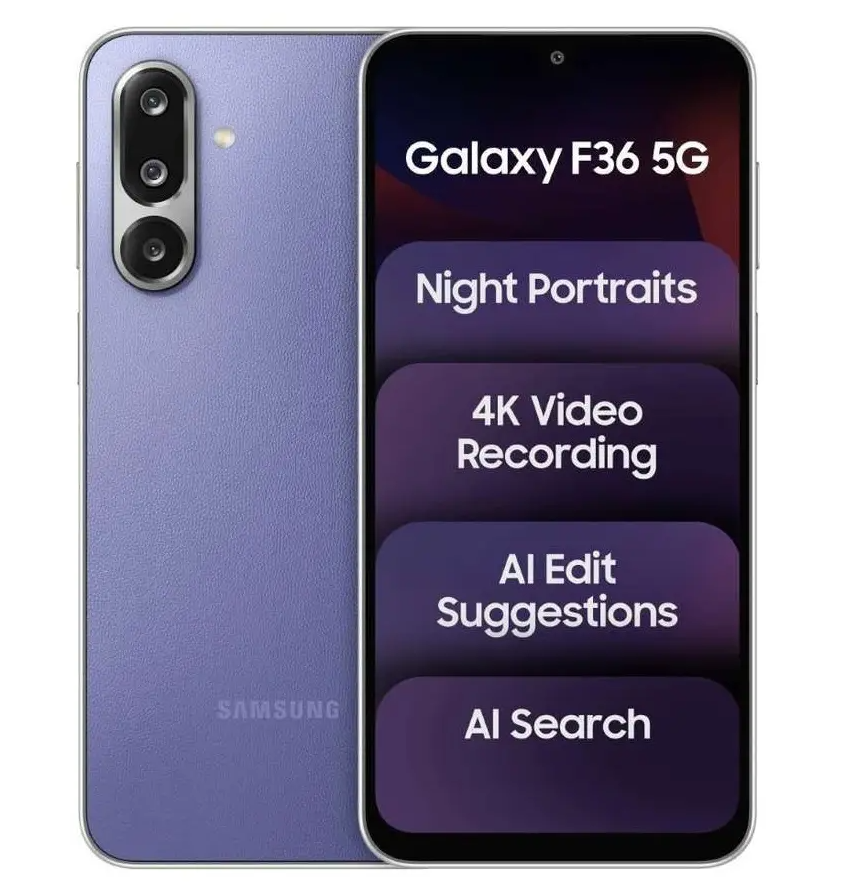 Galaxy F36 5G
Night Portraits
4K Video
Recording
AI Edit
Suggestions
AI Search
SAMSUNG